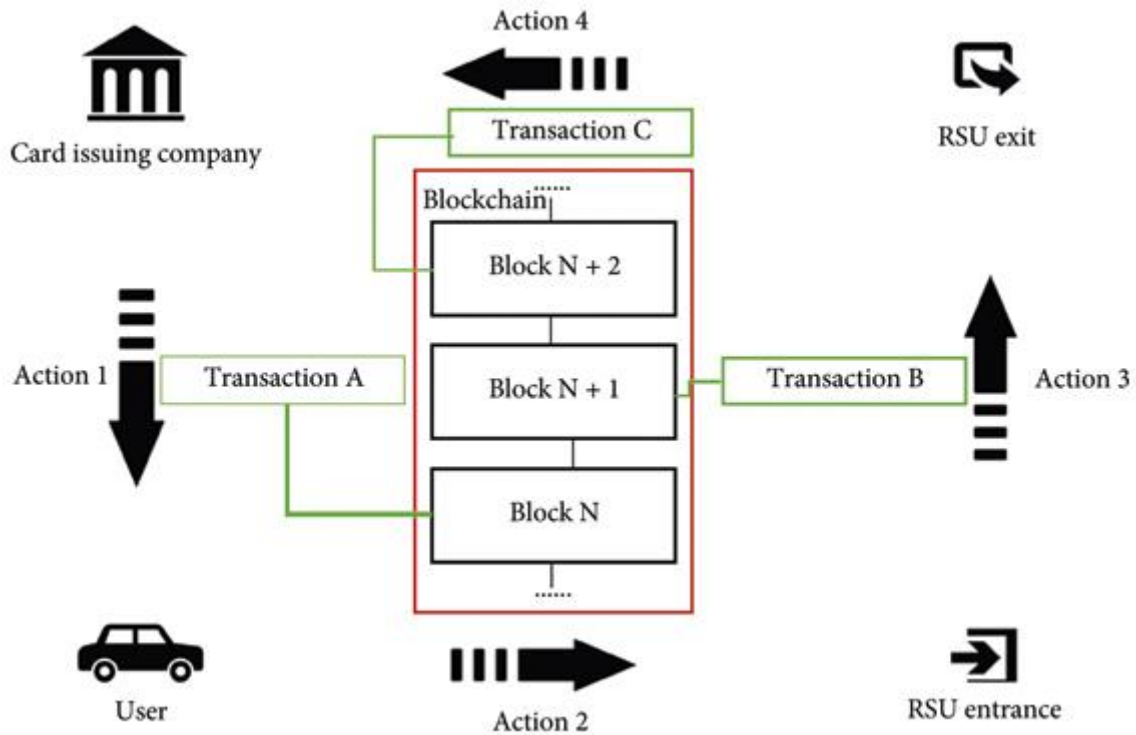 Action 4
Transaction C
Card issuing company
RSU exit
......
Blockchain
Block N + 2
Action 1
Transaction A
Block N + 1
Transaction B
Action 3
Block N
......
User
Action 2
RSU entrance